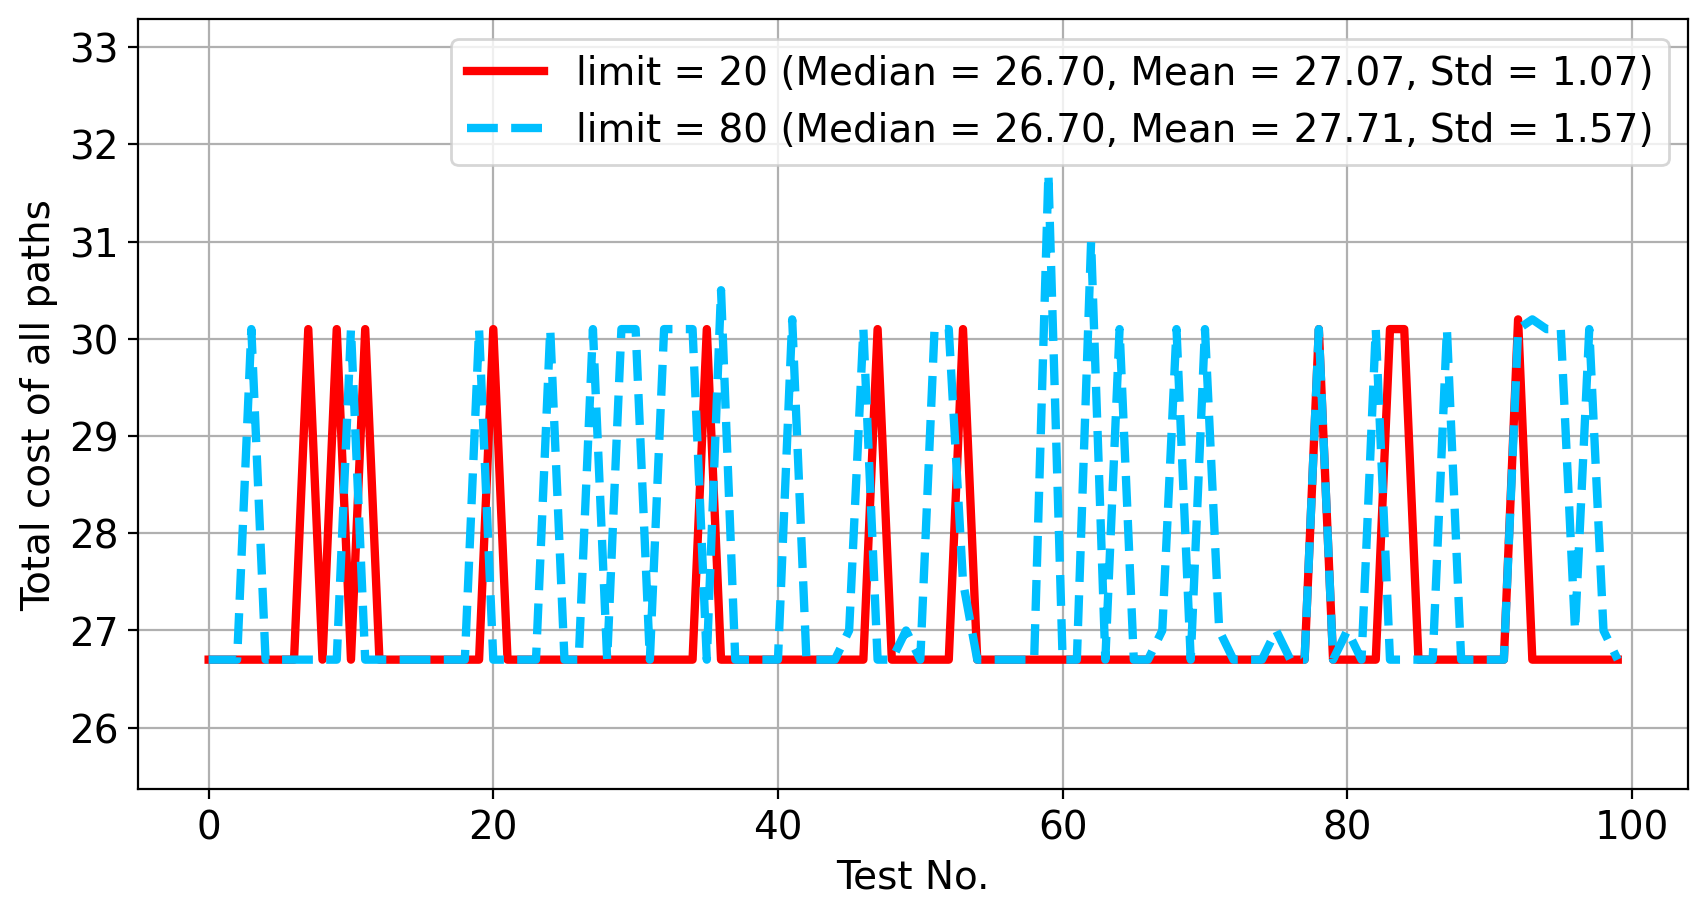 limit = 20 (Median = 26.70, Mean = 27.07, Std = 1.07)
limit = 80 (Median = 26.70, Mean = 27.71, Std = 1.57)
Total cost of all paths
33
32
31
30
29
28
27
26
0 20 40 60 80 100
Test No.